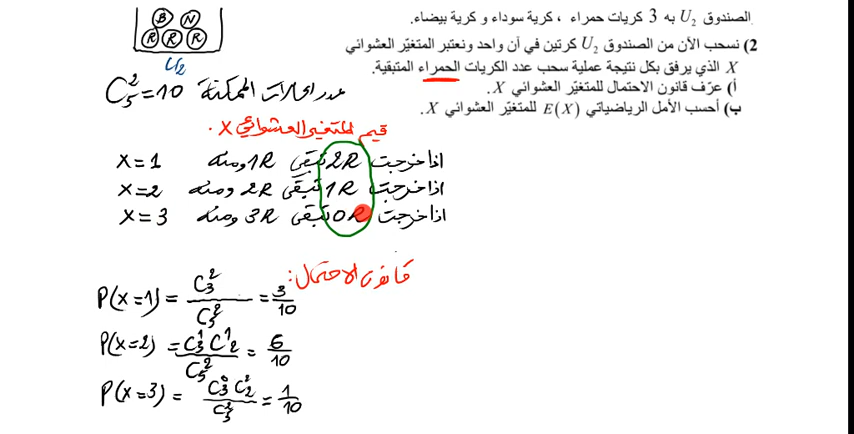 الصندوق U₂ به 3 كريات حمراء ، كرية سوداء و كرية بيضاء.
2) نسحب الآن من الصندوق U₂ كرتين في آن واحد ونعتبر المتغيّر العشوائي
X الذي يرفق بكل نتيجة عملية سحب عدد الكريات الحمراء المتبقية.
أ) عرّف قانون الاحتمال للمتغيّر العشوائي X.
ب) أحسب الأمل الرياضياتي E(X) للمتغيّر العشوائي X.
B N
R R R
U₂
C₅² = 10 عدد الحالات الممكنة
قيم المتغير العشوائي X.
اذا خرجت 2R تبقى 1R ومنه X = 1
اذا خرجت 1R تبقى 2R ومنه X = 2
اذا خرجت 0R تبقى 3R ومنه X = 3
قانون الاحتمال:
P(X=1) = C₃² / C₅² = 3/10
P(X=2) = C₃¹ C₂¹ / C₅² = 6/10
P(X=3) = C₃⁰ C₂² / C₅² = 1/10